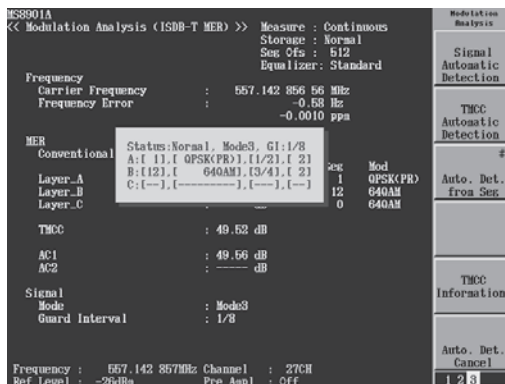 MS8901A
<< Modulation Analysis (ISDB-T MER) >> Measure : Continuous
Storage : Normal
Seg Ofs : 512
Equalizer: Standard
Frequency
Carrier Frequency : 557.142 856 56 MHz
Frequency Error : -0.58 Hz
-0.0010 ppm
MER
Conventional
Seg Mod
Layer_A 1 QPSK(PR)
Layer_B 12 64QAM
Layer_C : dB 0 64QAM
Status:Normal, Mode3, GI:1/8
A:[ 1],[ QPSK(PR)],[1/2],[ 2]
B:[12],[ 64QAM],[3/4],[ 2]
C:[--],[---------],[---],[--]
TMCC : 49.52 dB
AC1 : 49.56 dB
AC2 : ----- dB
Signal
Mode : Mode3
Guard Interval : 1/8
Frequency : 557.142 857MHz Channel : 27CH
Ref Level : -26dBm Pre Ampl : Off
Modulation
Analysis
Signal
Automatic
Detection
TMCC
Automatic
Detection
#
Auto. Det.
from Seg
TMCC
Information
Auto. Det.
Cancel
1 2 3